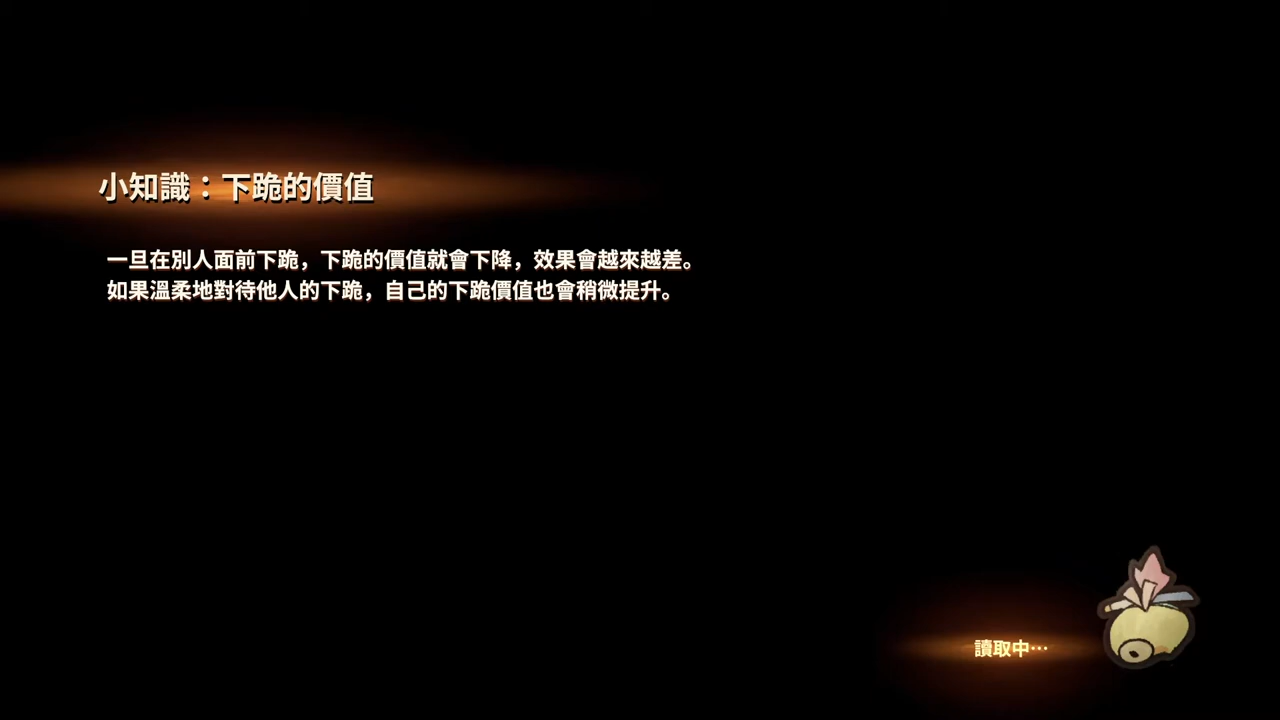 小知識：下跪的價值
一旦在別人面前下跪，下跪的價值就會下降，效果會越來越差。
如果溫柔地對待他人的下跪，自己的下跪價值也會稍微提升。
讀取中…